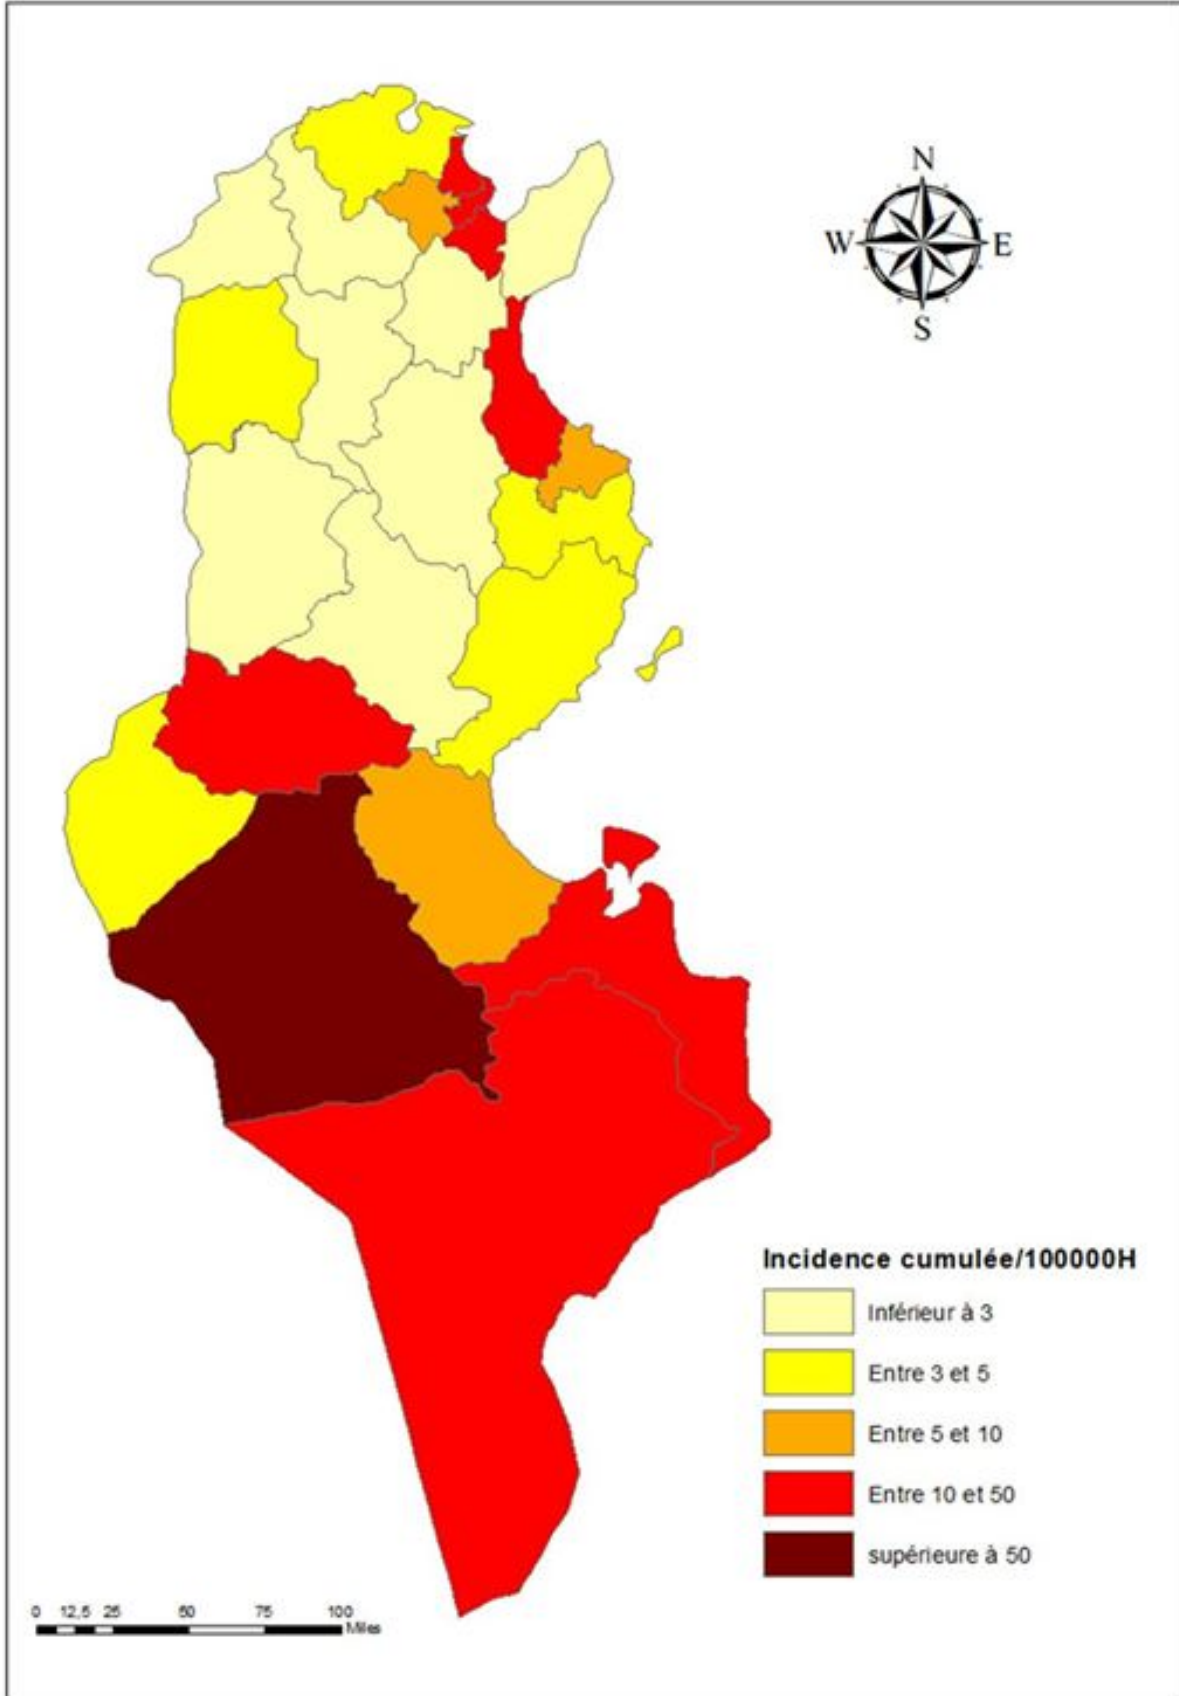 N
W E
S
Incidence cumulée/100000H
Inférieur à 3
Entre 3 et 5
Entre 5 et 10
Entre 10 et 50
supérieure à 50
0 12,5 25 50 75 100
Miles